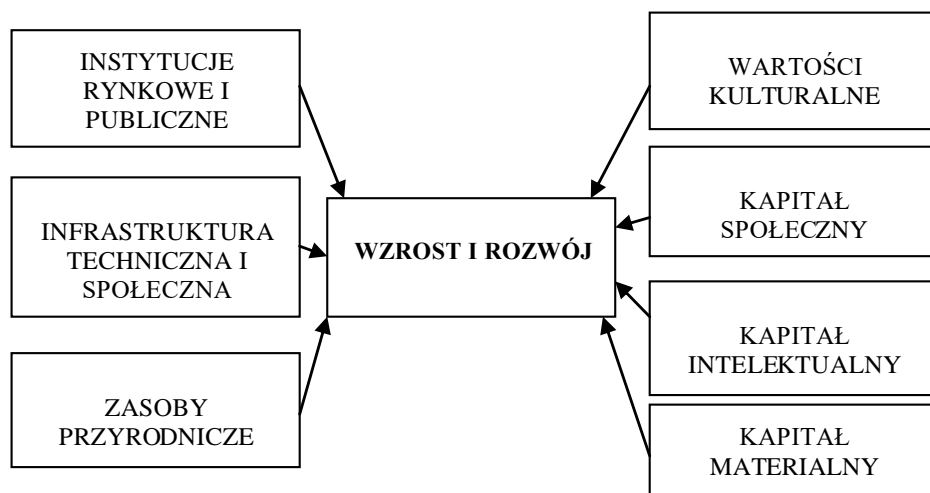 INSTYTUCJE
RYNKOWE I
PUBLICZNE
INFRASTRUKTURA
TECHNICZNA I
SPOŁECZNA
ZASOBY
PRZYRODNICZE
WZROST I ROZWÓJ
WARTOŚCI
KULTURALNE
KAPITAŁ
SPOŁECZNY
KAPITAŁ
INTELEKTUALNY
KAPITAŁ
MATERIALNY